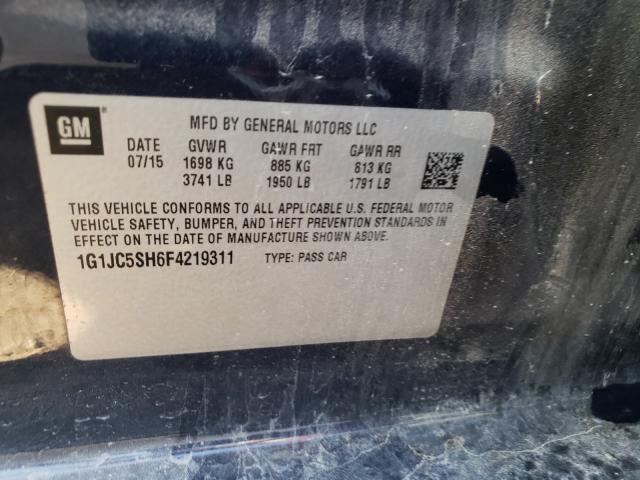 GM
MFD BY GENERAL MOTORS LLC
DATE GVWR GAWR FRT GAWR RR
07/15 1698 KG 885 KG 813 KG
3741 LB 1950 LB 1791 LB
THIS VEHICLE CONFORMS TO ALL APPLICABLE U.S. FEDERAL MOTOR
VEHICLE SAFETY, BUMPER, AND THEFT PREVENTION STANDARDS IN
EFFECT ON THE DATE OF MANUFACTURE SHOWN ABOVE.
1G1JC5SH6F4219311 TYPE: PASS CAR